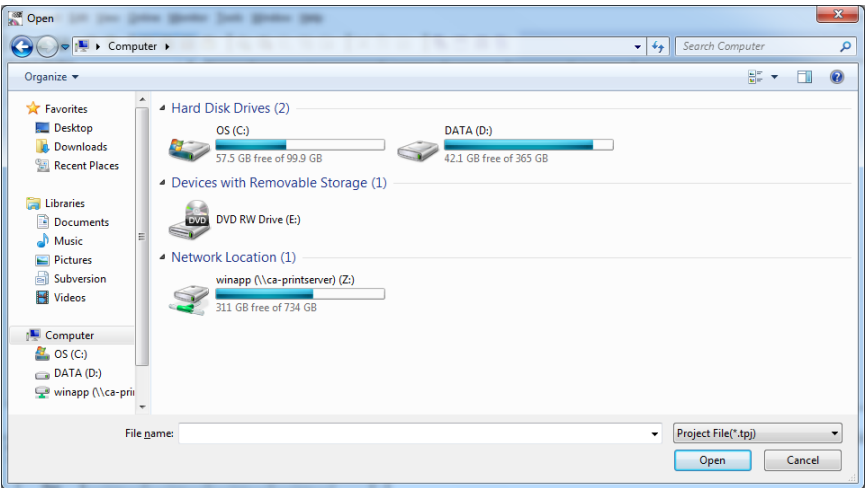 Open
Computer
Search Computer
Organize
Favorites
Desktop
Downloads
Recent Places
Libraries
Documents
Music
Pictures
Subversion
Videos
Computer
OS (C:)
DATA (D:)
winapp (\\ca-pri
Hard Disk Drives (2)
OS (C:)
57.5 GB free of 99.9 GB
DATA (D:)
42.1 GB free of 365 GB
Devices with Removable Storage (1)
DVD
DVD RW Drive (E:)
Network Location (1)
winapp (\\ca-printserver) (Z:)
311 GB free of 734 GB
File name:
Project File(*.tpj)
Open
Cancel